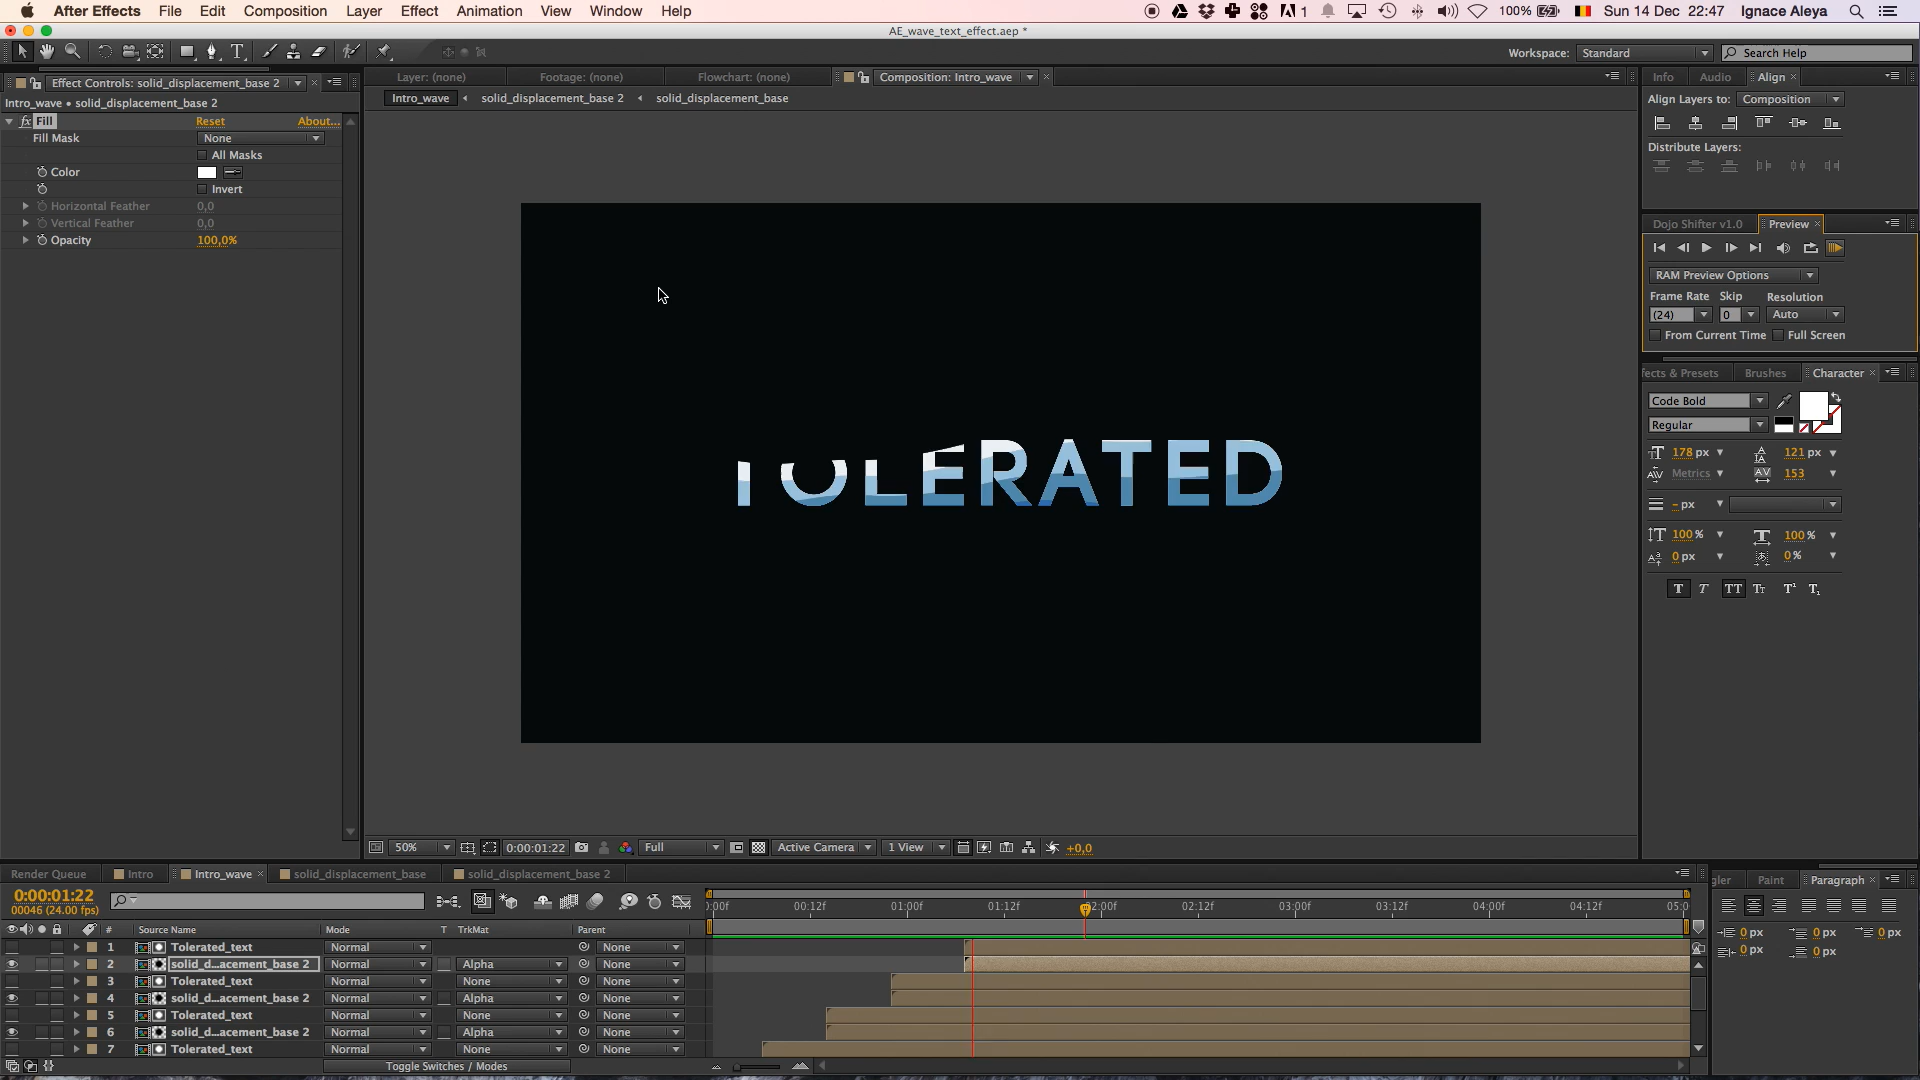 After Effects File Edit Composition Layer Effect Animation View Window Help
1 100% Sun 14 Dec 22:47 Ignace Aleya
AE_wave_text_effect.aep *
Workspace: Standard Search Help
Effect Controls: solid_displacement_base 2
Layer: (none) Footage: (none) Flowchart: (none) Composition: Intro_wave
Info Audio Align
Intro_wave • solid_displacement_base 2
Intro_wave solid_displacement_base 2 solid_displacement_base
Align Layers to: Composition
fx Fill Reset About...
Fill Mask None
All Masks
Color
Invert
Horizontal Feather 0,0
Vertical Feather 0,0
Opacity 100,0%
Distribute Layers:
Dojo Shifter v1.0 Preview
RAM Preview Options
Frame Rate Skip Resolution
(24) 0 Auto
From Current Time Full Screen
fects & Presets Brushes Character
Code Bold
Regular
178 px 121 px
Metrics 153
- px
100 % 100 %
0 px 0 %
T T TT Tт T¹ T₁
TOLERATED
50% 0:00:01:22 Full Active Camera 1 View +0,0
Render Queue Intro Intro_wave solid_displacement_base solid_displacement_base 2
gler Paint Paragraph
0:00:01:22
00046 (24.00 fps)
):00f 00:12f 01:00f 01:12f 02:00f 02:12f 03:00f 03:12f 04:00f 04:12f 05:0
# Source Name Mode T TrkMat Parent
1 Tolerated_text Normal None
2 solid_d...acement_base 2 Normal Alpha None
3 Tolerated_text Normal None None
4 solid_d...acement_base 2 Normal Alpha None
5 Tolerated_text Normal None None
6 solid_d...acement_base 2 Normal Alpha None
7 Tolerated_text Normal None None
Toggle Switches / Modes
0 px 0 px 0 px
0 px 0 px